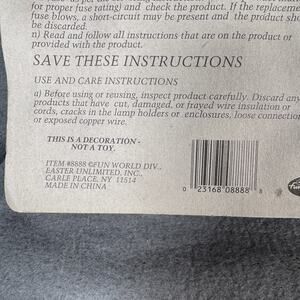 for proper fuse rating) and check the product. If the replacement
fuse blows, a short-circuit may be present and the product sho
be discarded.
n) Read and follow all instructions that are on the product or
provided with the product.
SAVE THESE INSTRUCTIONS
USE AND CARE INSTRUCTIONS
a) Before using or reusing, inspect product carefully. Discard any
products that have cut, damaged, or frayed wire insulation or
cords, cracks in the lamp holders or enclosures, loose connection
or exposed copper wire.
THIS IS A DECORATION -
NOT A TOY.
ITEM #8888 ©FUN WORLD DIV.,
EASTER UNLIMITED, INC.,
CARLE PLACE, NY 11514
MADE IN CHINA
0 23168 08888 8